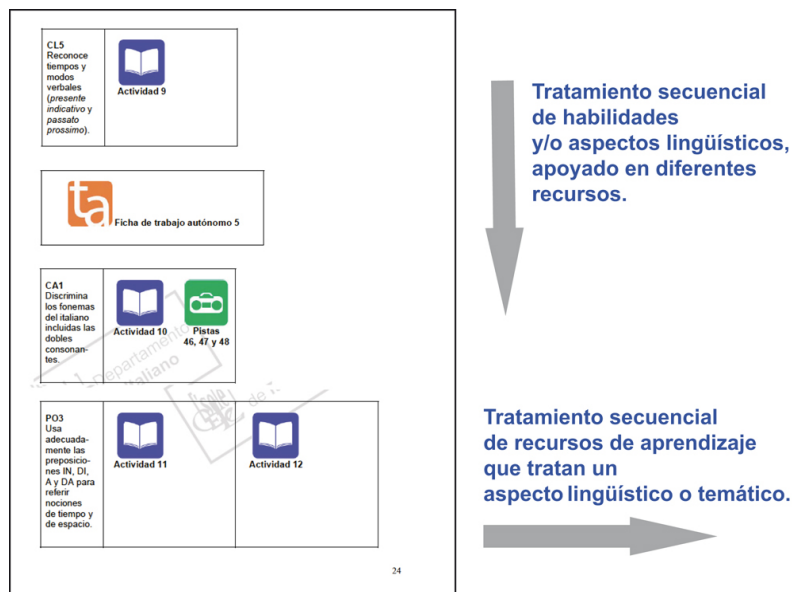 CL5
Reconoce
tiempos y
modos
verbales
(presente
indicativo y
passato
prossimo).
Actividad 9
ta
Ficha de trabajo autónomo 5
CA1
Discrimina
los fonemas
del italiano
incluidas las
dobles
consonan-
tes.
Actividad 10
Pistas
46, 47 y 48
Departamento
Italiano
de
PO3
Usa
adecuada-
mente las
preposicio-
nes IN, DI,
A y DA para
referir
nociones
de tiempo y
de espacio.
Actividad 11
Actividad 12
24
Tratamiento secuencial
de habilidades
y/o aspectos lingüísticos,
apoyado en diferentes
recursos.
Tratamiento secuencial
de recursos de aprendizaje
que tratan un
aspecto lingüístico o temático.